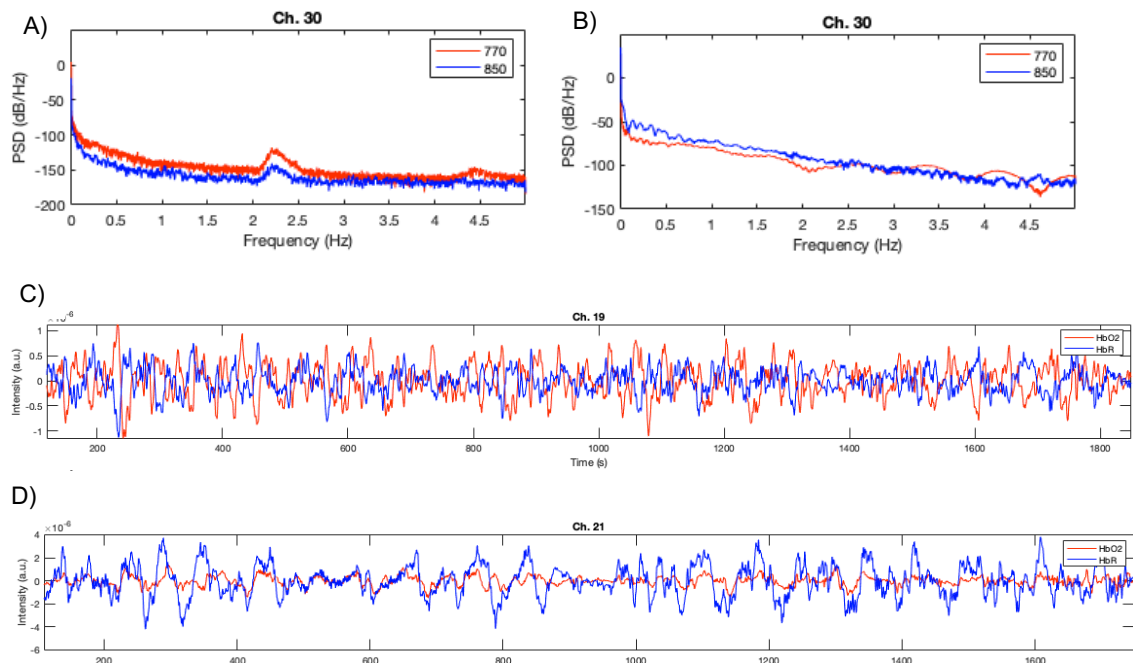 A)
Ch. 30
770
850
0
-50
-100
-150
-200
PSD (dB/Hz)
0 0.5 1 1.5 2 2.5 3 3.5 4 4.5
Frequency (Hz)
B)
Ch. 30
770
850
0
-50
-100
-150
PSD (dB/Hz)
0 0.5 1 1.5 2 2.5 3 3.5 4 4.5
Frequency (Hz)
C)
Ch. 19
HbO2
HbR
1
0.5
0
-0.5
-1
Intensity (a.u.)
200 400 600 800 1000 1200 1400 1600 1800
Time (s)
D)
×10-6
Ch. 21
HbO2
HbR
4
2
0
-2
-4
-6
Intensity (a.u.)
200 400 600 800 1000 1200 1400 1600